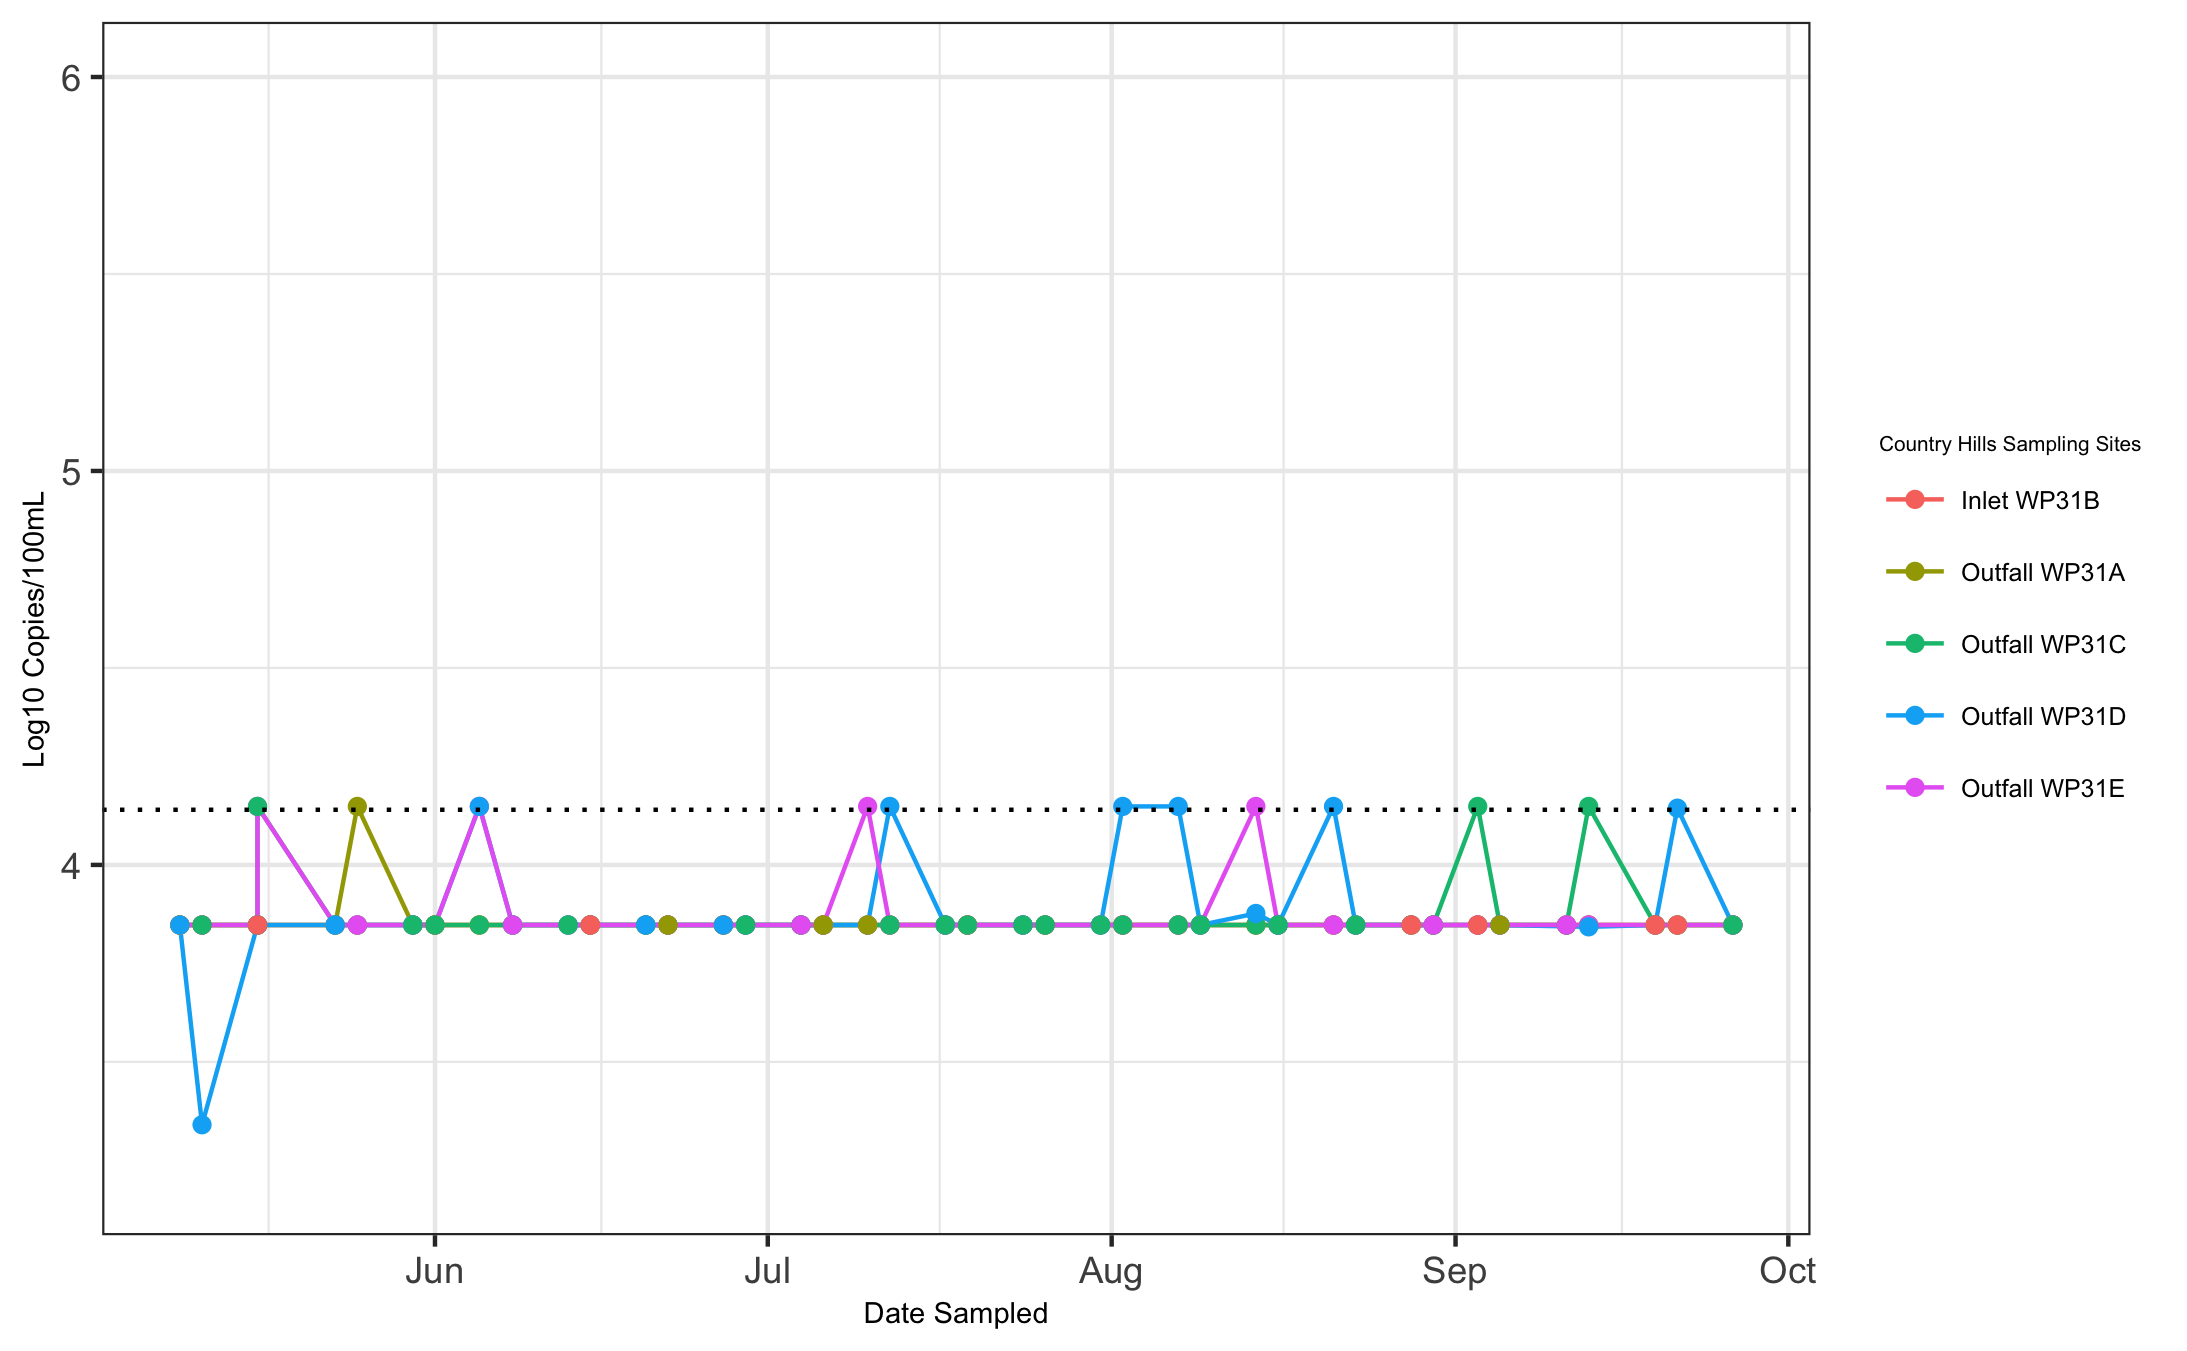 6
5
4
Log10 Copies/100mL
Jun
Jul
Aug
Sep
Oct
Date Sampled
Country Hills Sampling Sites
Inlet WP31B
Outfall WP31A
Outfall WP31C
Outfall WP31D
Outfall WP31E